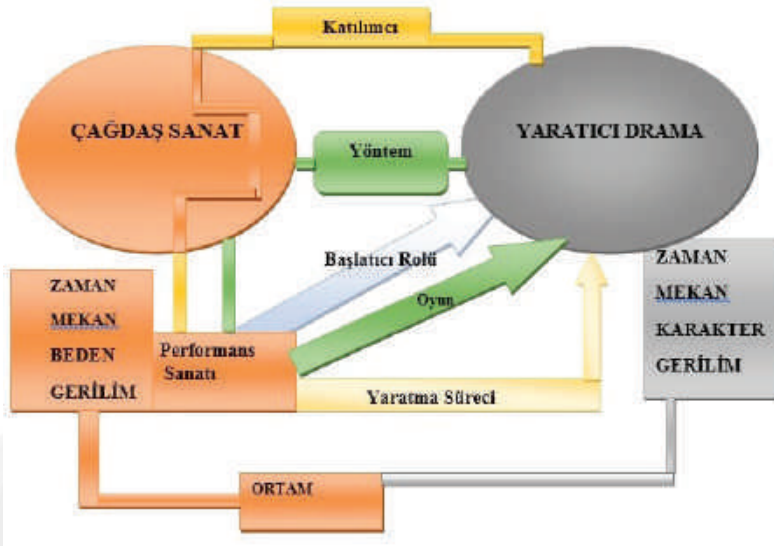 Katılımcı
ÇAĞDAŞ SANAT
Yöntem
YARATICI DRAMA
Başlatıcı Rolü
Oyun
ZAMAN
MEKAN
BEDEN
GERİLİM
Performans
Sanatı
Yaratma Süreci
ZAMAN
MEKAN
KARAKTER
GERİLİM
ORTAM